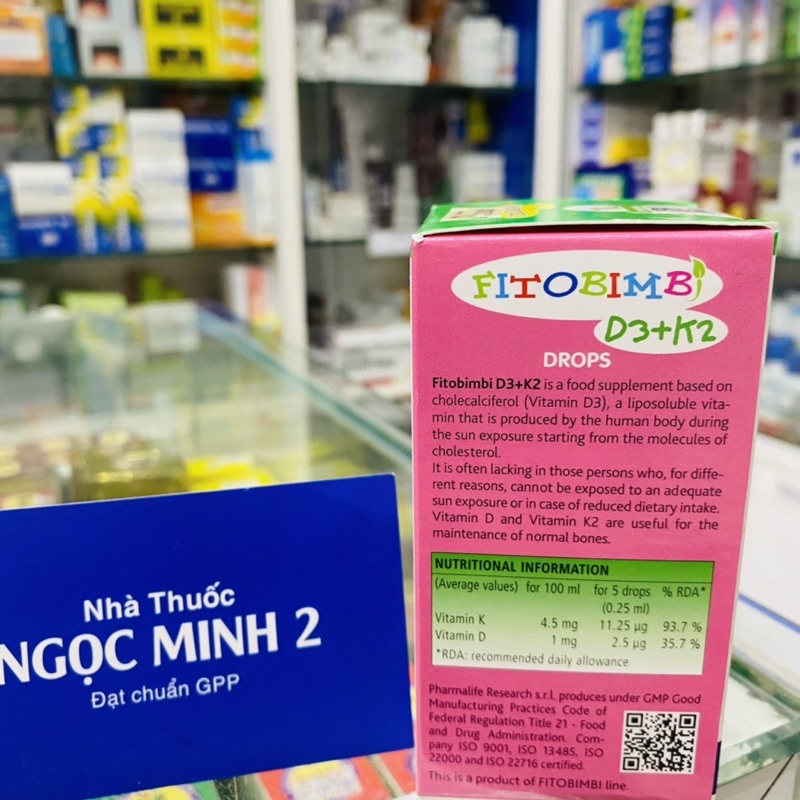 FITOBIMBI
D3+K2
DROPS
Fitobimbi D3+K2 is a food supplement based on
cholecalciferol (Vitamin D3), a liposoluble vita-
min that is produced by the human body during
the sun exposure starting from the molecules of
cholesterol.
It is often lacking in those persons who, for diffe-
rent reasons, cannot be exposed to an adequate
sun exposure or in case of reduced dietary intake.
Vitamin D and Vitamin K2 are useful for the
maintenance of normal bones.
NUTRITIONAL INFORMATION
(Average values) for 100 ml for 5 drops % RDA*
(0.25 ml)
Vitamin K 4.5 mg 11.25 µg 93.7 %
Vitamin D 1 mg 2.5 µg 35.7 %
*RDA: recommended daily allowance
Pharmalife Research s.r.l. produces under GMP Good
Manufacturing Practices Code of
Federal Regulation Title 21 - Food
and Drug Administration. Com-
pany ISO 9001, ISO 13485, ISO
22000 and ISO 22716 certified.
This is a product of FITOBIMBI line.
Nhà Thuốc
NGỌC MINH 2
Đạt chuẩn GPP